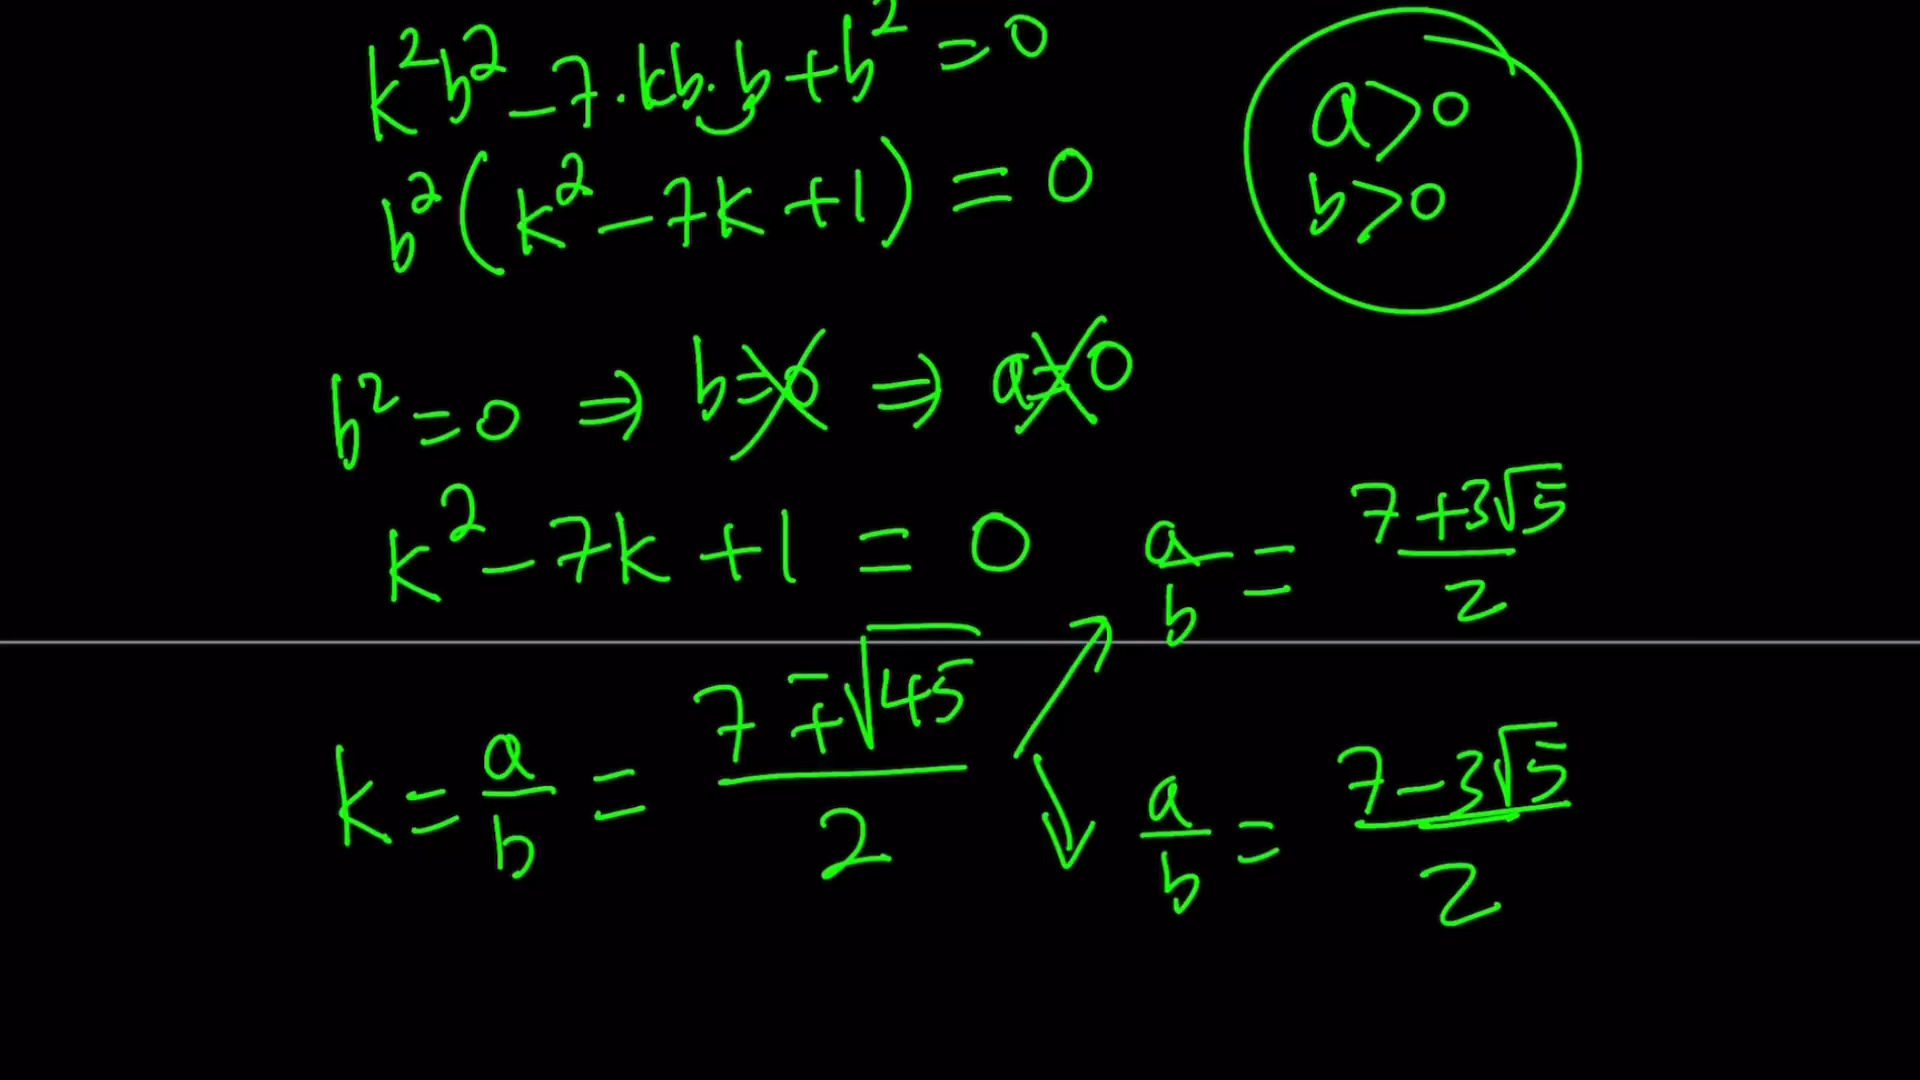 k²b² − 7·kb·b + b² = 0
a > 0
b²(k² − 7k + 1) = 0
b > 0
b² = 0 ⇒ b = 0 ⇒ a = 0
k² − 7k + 1 = 0
a/b = (7 + 3√5)/2
k = a/b = (7 ∓ √45)/2
a/b = (7 − 3√5)/2